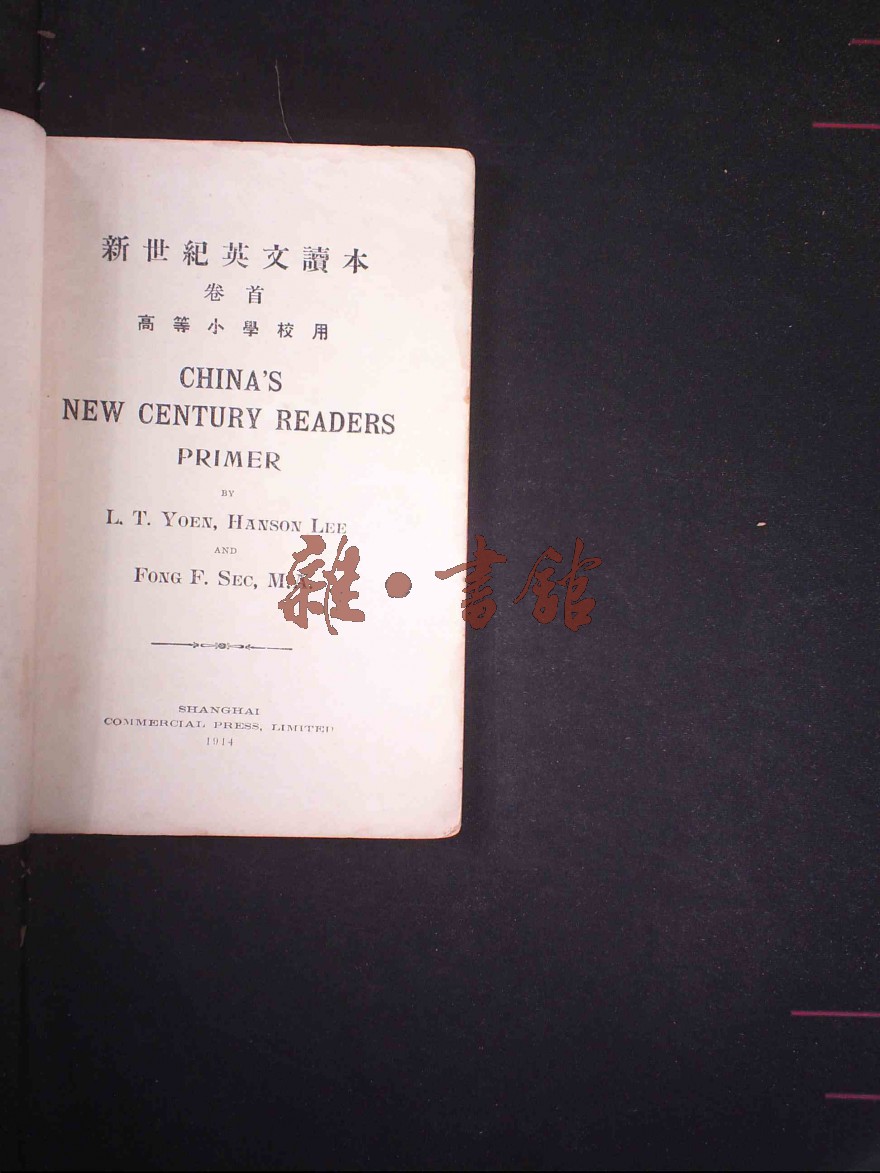 新世紀英文讀本
卷首
高等小學校用
CHINA'S
NEW CENTURY READERS
PRIMER
BY
L. T. YOEN, HANSON LEE
AND
FONG F. SEC, M.A.
雜·書館
SHANGHAI
COMMERCIAL PRESS, LIMITED
1914